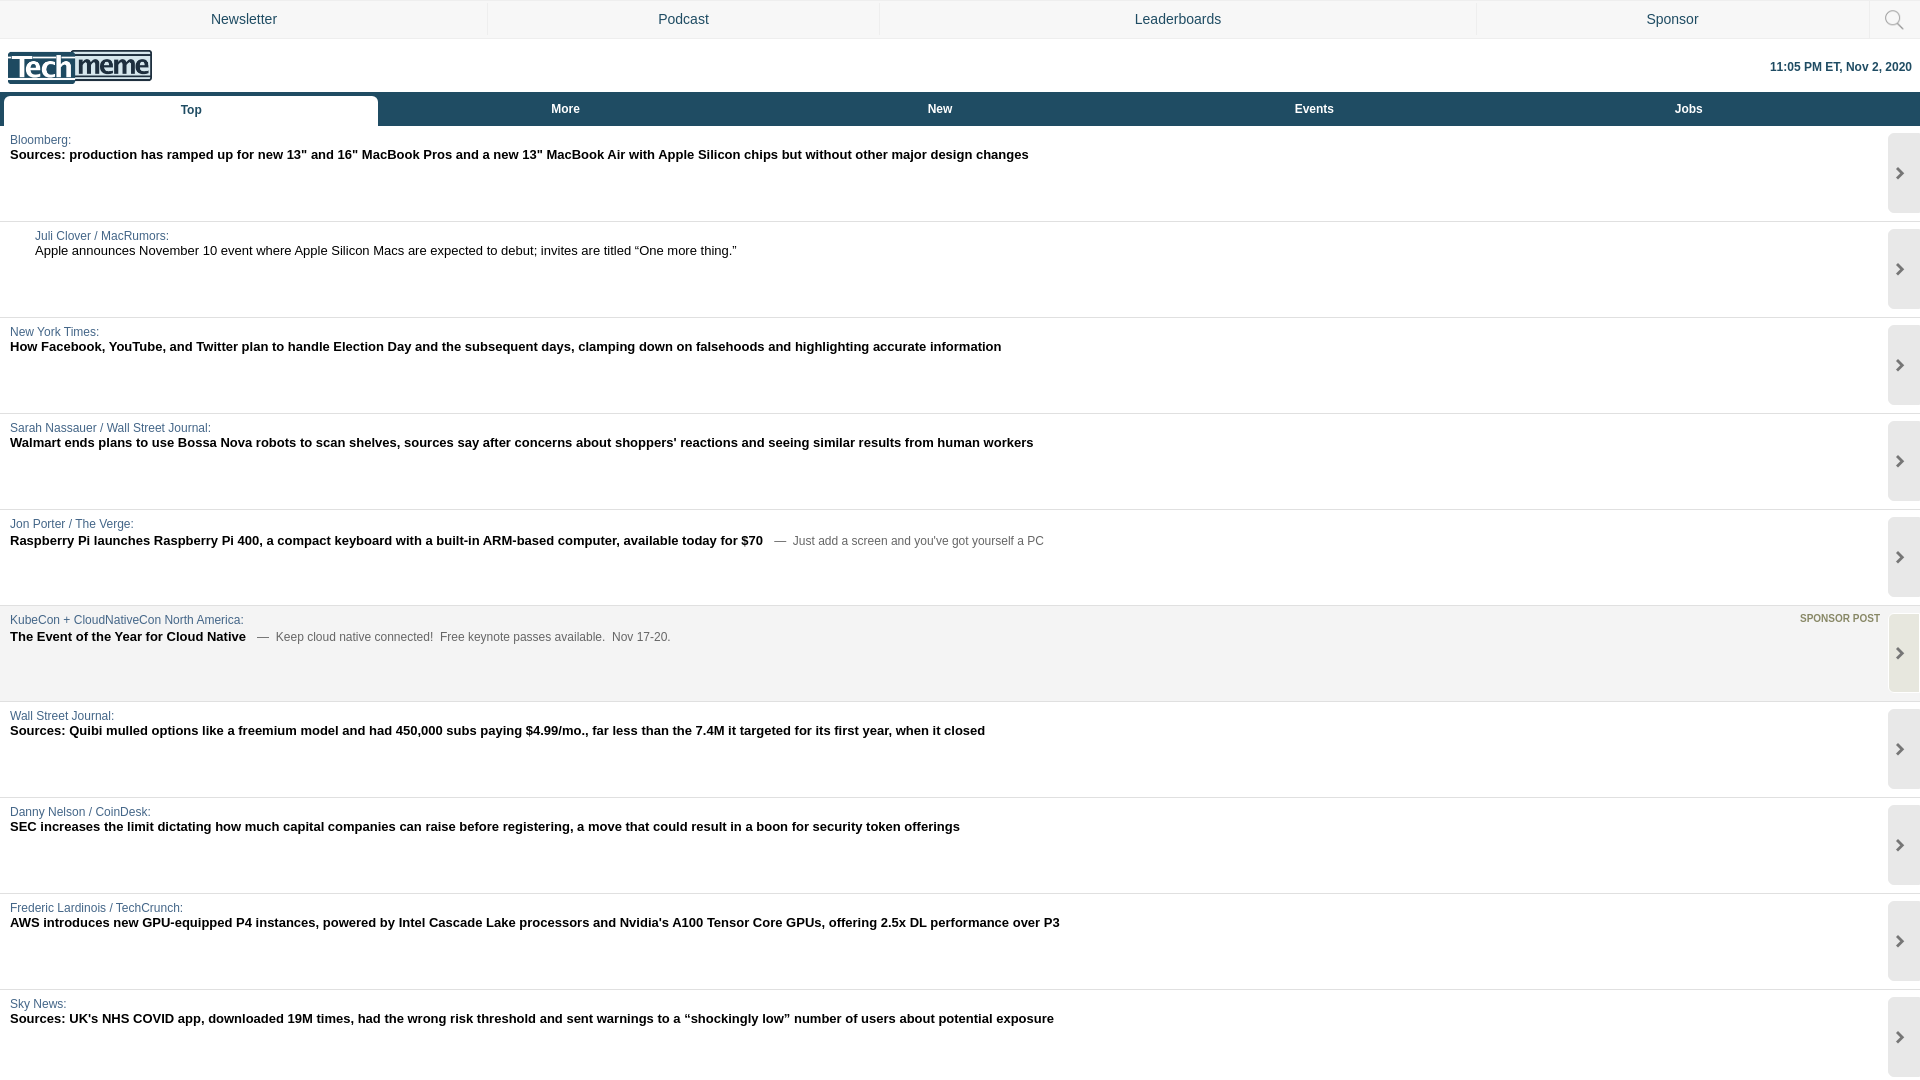 Newsletter
Podcast
Leaderboards
Sponsor
Techmeme
11:05 PM ET, Nov 2, 2020
Top
More
New
Events
Jobs
Bloomberg:
Sources: production has ramped up for new 13" and 16" MacBook Pros and a new 13" MacBook Air with Apple Silicon chips but without other major design changes
Juli Clover / MacRumors:
Apple announces November 10 event where Apple Silicon Macs are expected to debut; invites are titled “One more thing.”
New York Times:
How Facebook, YouTube, and Twitter plan to handle Election Day and the subsequent days, clamping down on falsehoods and highlighting accurate information
Sarah Nassauer / Wall Street Journal:
Walmart ends plans to use Bossa Nova robots to scan shelves, sources say after concerns about shoppers' reactions and seeing similar results from human workers
Jon Porter / The Verge:
Raspberry Pi launches Raspberry Pi 400, a compact keyboard with a built-in ARM-based computer, available today for $70 — Just add a screen and you've got yourself a PC
KubeCon + CloudNativeCon North America:
SPONSOR POST
The Event of the Year for Cloud Native — Keep cloud native connected! Free keynote passes available. Nov 17-20.
Wall Street Journal:
Sources: Quibi mulled options like a freemium model and had 450,000 subs paying $4.99/mo., far less than the 7.4M it targeted for its first year, when it closed
Danny Nelson / CoinDesk:
SEC increases the limit dictating how much capital companies can raise before registering, a move that could result in a boon for security token offerings
Frederic Lardinois / TechCrunch:
AWS introduces new GPU-equipped P4 instances, powered by Intel Cascade Lake processors and Nvidia's A100 Tensor Core GPUs, offering 2.5x DL performance over P3
Sky News:
Sources: UK's NHS COVID app, downloaded 19M times, had the wrong risk threshold and sent warnings to a “shockingly low” number of users about potential exposure